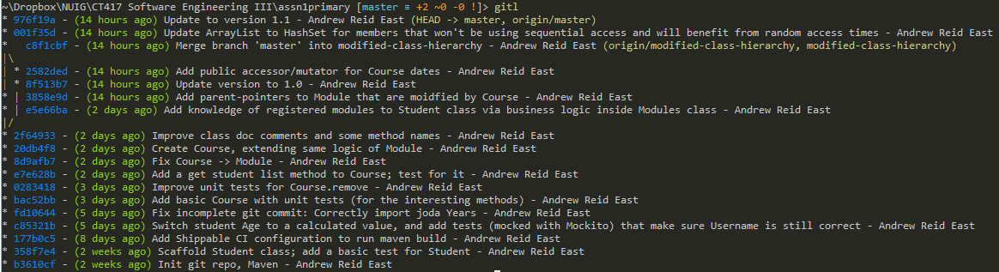 ~\Dropbox\NUIG\CT417 Software Engineering III\assn1primary [master ≡ +2 ~0 -0 !]> gitl
* 976f19a - (14 hours ago) Update to version 1.1 - Andrew Reid East (HEAD -> master, origin/master)
* 001f35d - (14 hours ago) Update ArrayList to HashSet for members that won't be using sequential access and will benefit from random access times - Andrew Reid East
*   c8f1cbf - (14 hours ago) Merge branch 'master' into modified-class-hierarchy - Andrew Reid East (origin/modified-class-hierarchy, modified-class-hierarchy)
|\
| * 2582ded - (14 hours ago) Add public accessor/mutator for Course dates - Andrew Reid East
| * 8f513b7 - (14 hours ago) Update version to 1.0 - Andrew Reid East
* | 3858e9d - (14 hours ago) Add parent-pointers to Module that are moidfied by Course - Andrew Reid East
* | e5e66ba - (2 days ago) Add knowledge of registered modules to Student class via business logic inside Modules class - Andrew Reid East
|/
* 2f64933 - (2 days ago) Improve class doc comments and some method names - Andrew Reid East
* 20db4f8 - (2 days ago) Create Course, extending same logic of Module - Andrew Reid East
* 8d9afb7 - (2 days ago) Fix Course -> Module - Andrew Reid East
* e7e628b - (2 days ago) Add a get student list method to Course; test for it - Andrew Reid East
* 0283418 - (3 days ago) Improve unit tests for Course.remove - Andrew Reid East
* bac52bb - (3 days ago) Add basic Course with unit tests (for the interesting methods) - Andrew Reid East
* fd10644 - (5 days ago) Fix incomplete git commit: Correctly import joda Years - Andrew Reid East
* c85321b - (5 days ago) Switch student Age to a calculated value, and add tests (mocked with Mockito) that make sure Username is still correct - Andrew Reid East
* 177b0c5 - (8 days ago) Add Shippable CI configuration to run maven build - Andrew Reid East
* 358f7e4 - (2 weeks ago) Scaffold Student class; add a basic test for Student - Andrew Reid East
* b3610cf - (2 weeks ago) Init git repo, Maven - Andrew Reid East